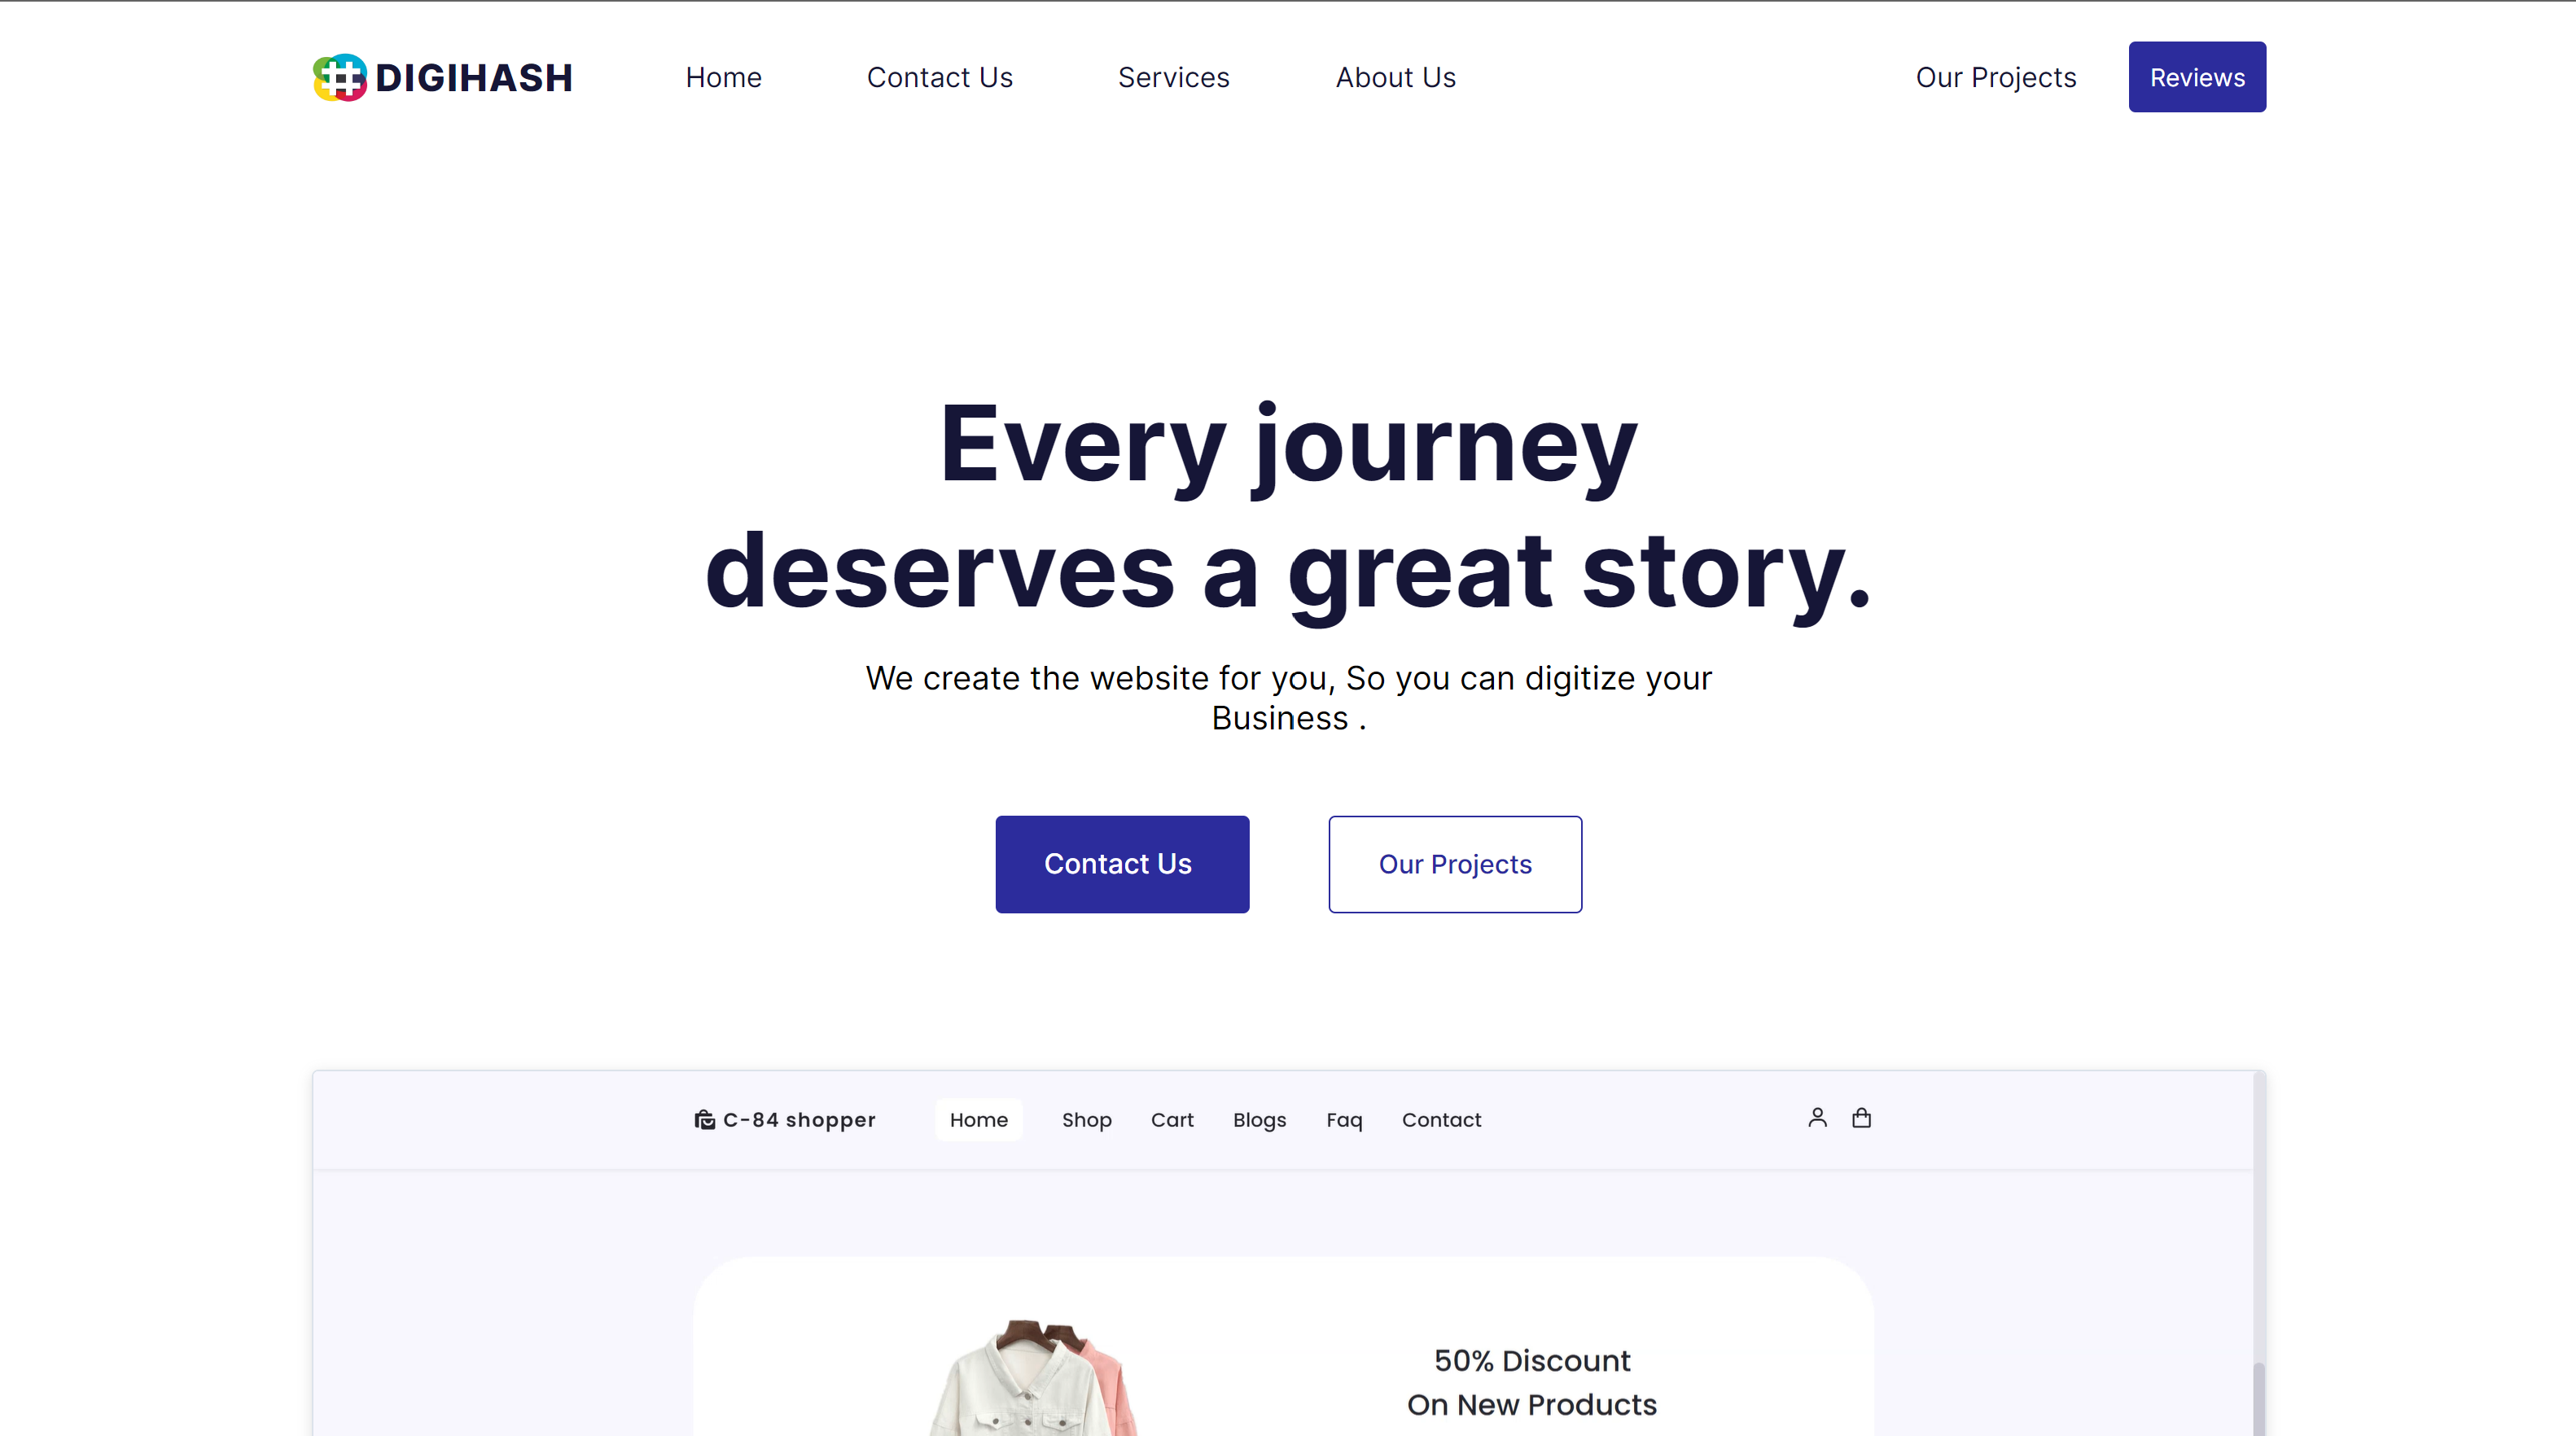 # DIGIHASH
Home Contact Us Services About Us Our Projects Reviews
Every journey
deserves a great story.
We create the website for you, So you can digitize your
Business .
Contact Us Our Projects
C-84 shopper Home Shop Cart Blogs Faq Contact
50% Discount
On New Products